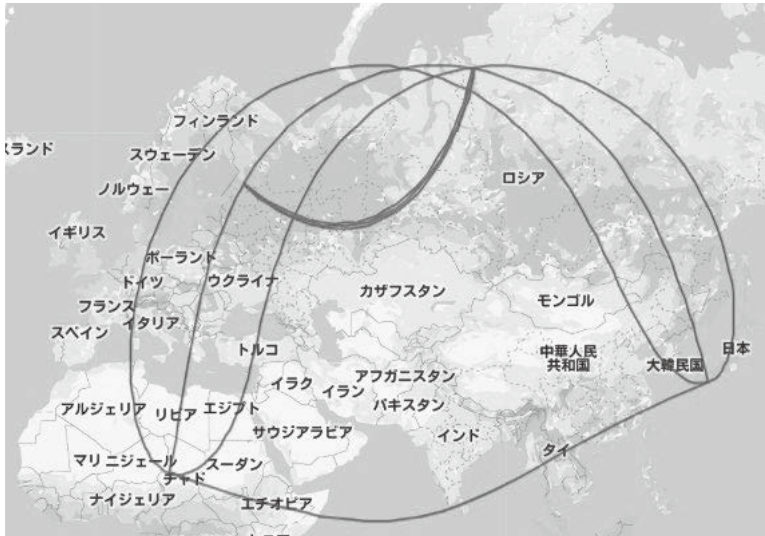 スランド
フィンランド
スウェーデン
ノルウェー
ロシア
イギリス
ポーランド
ドイツ
ウクライナ
カザフスタン
モンゴル
フランス
イタリア
スペイン
トルコ
中華人民
共和国
大韓民国
日本
イラク
イラン
アフガニスタン
パキスタン
アルジェリア
リビア
エジプト
サウジアラビア
インド
タイ
マリ
ニジェール
スーダン
チャド
ナイジェリア
エチオピア